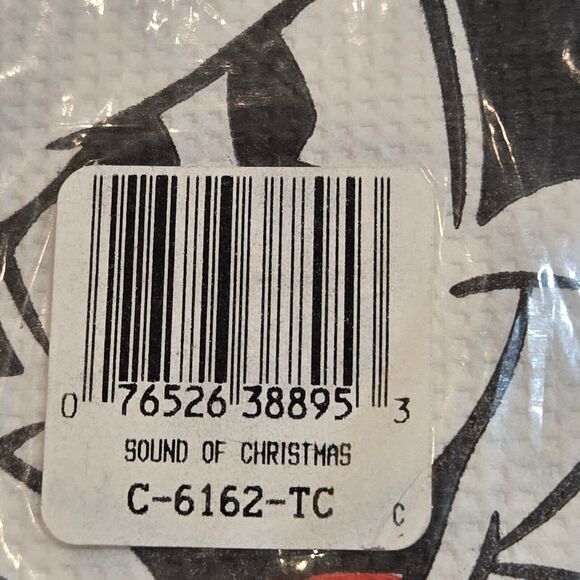 0 76526 38895 3
SOUND OF CHRISTMAS
C-6162-TC
C